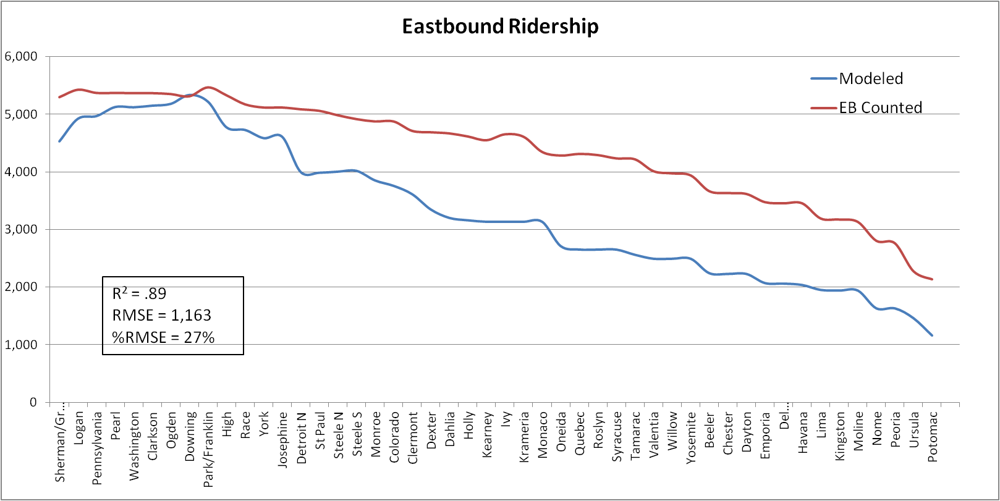 Eastbound Ridership
6,000
5,000
4,000
3,000
2,000
1,000
0
Modeled
EB Counted
R² = .89
RMSE = 1,163
%RMSE = 27%
Sherman/Gr...
Logan
Pennsylvania
Pearl
Washington
Clarkson
Ogden
Downing
Park/Franklin
High
Race
York
Josephine
Detroit N
St Paul
Steele N
Steele S
Monroe
Colorado
Clermont
Dexter
Dahlia
Holly
Kearney
Ivy
Krameria
Monaco
Oneida
Quebec
Roslyn
Syracuse
Tamarac
Valentia
Willow
Yosemite
Beeler
Chester
Dayton
Emporia
Del...
Havana
Lima
Kingston
Moline
Nome
Peoria
Ursula
Potomac